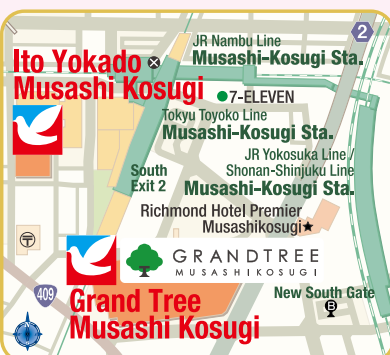 JR Nambu Line
Musashi-Kosugi Sta.
2
Ito Yokado
Musashi Kosugi
7-ELEVEN
Tokyu Toyoko Line
Musashi-Kosugi Sta.
JR Yokosuka Line /
Shonan-Shinjuku Line
Musashi-Kosugi Sta.
South
Exit 2
Richmond Hotel Premier
Musashikosugi
GRANDTREE
MUSASHIKOSUGI
409
Grand Tree
Musashi Kosugi
New South Gate
B